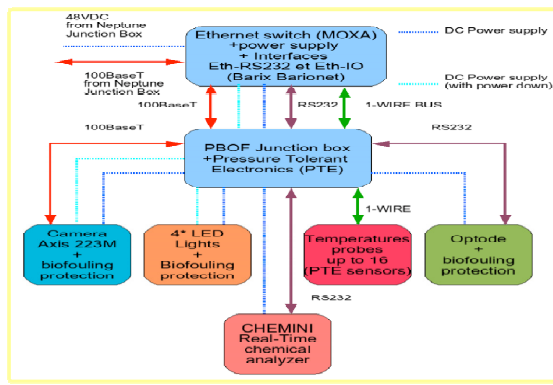 48VDC
from Neptune
Junction Box
Ethernet switch (MOXA)
+power supply
+ Interfaces
Eth-RS232 et Eth-IO
(Barix Barionet)
DC Power supply
100BaseT
from Neptune
Junction Box
DC Power supply
(with power down)
100BaseT
RS232
1-WIRE BUS
100BaseT
RS232
PBOF Junction box
+Pressure Tolerant
Electronics (PTE)
1-WIRE
Camera
Axis 223M
+
biofouling
protection
4* LED
Lights
+
Biofouling
protection
Temperatures
probes
up to 16
(PTE sensors)
Optode
+
biofouling
protection
RS232
CHEMINI
Real-Time
chemical
analyzer